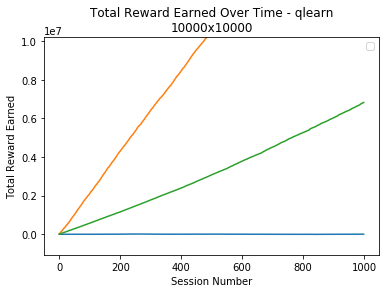 Total Reward Earned Over Time - qlearn
10000x10000
1e7
1.0
0.8
0.6
0.4
0.2
0.0
Total Reward Earned
0 200 400 600 800 1000
Session Number